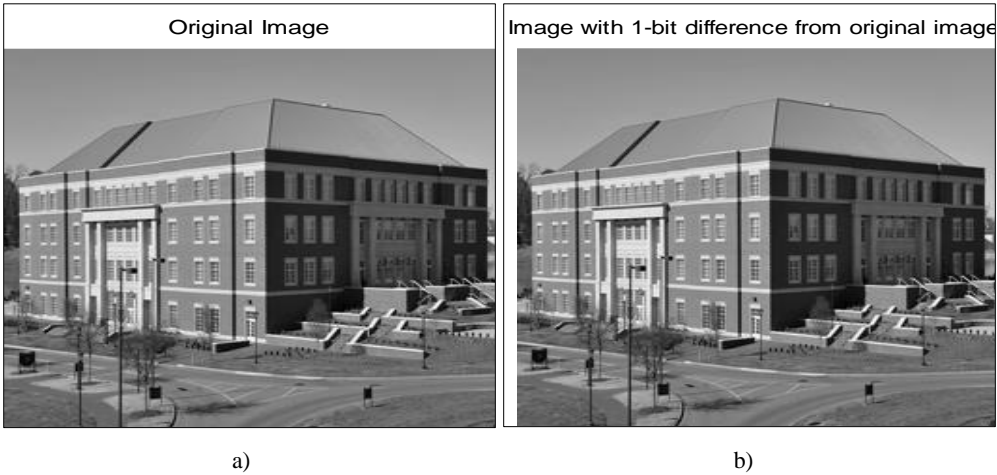 Original Image
Image with 1-bit difference from original image
a)
b)